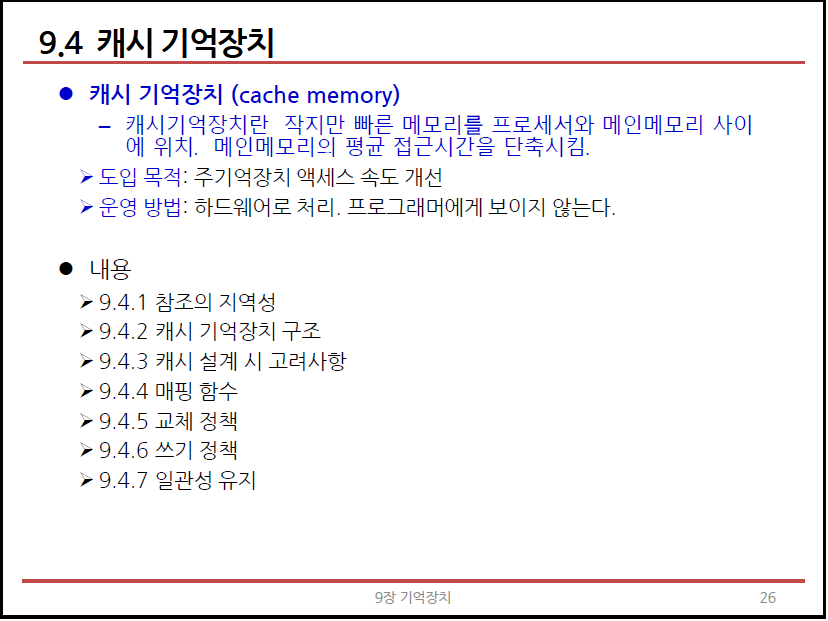 9.4 캐시 기억장치
● 캐시 기억장치 (cache memory)
– 캐시기억장치란 작지만 빠른 메모리를 프로세서와 메인메모리 사이
에 위치. 메인메모리의 평균 접근시간을 단축시킴.
➢ 도입 목적: 주기억장치 액세스 속도 개선
➢ 운영 방법: 하드웨어로 처리. 프로그래머에게 보이지 않는다.
● 내용
➢ 9.4.1 참조의 지역성
➢ 9.4.2 캐시 기억장치 구조
➢ 9.4.3 캐시 설계 시 고려사항
➢ 9.4.4 매핑 함수
➢ 9.4.5 교체 정책
➢ 9.4.6 쓰기 정책
➢ 9.4.7 일관성 유지
9장 기억장치
26